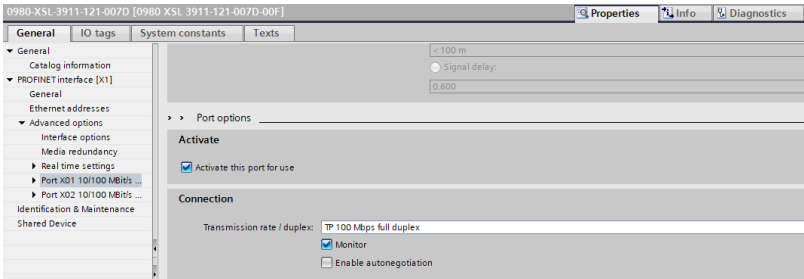 0980-XSL-3911-121-007D [0980 XSL 3911-121-007D-00F]
Properties
Info
Diagnostics
General
IO tags
System constants
Texts
General
Catalog information
PROFINET interface [X1]
General
Ethernet addresses
Advanced options
Interface options
Media redundancy
Real time settings
Port X01 10/100 MBit/s ...
Port X02 10/100 MBit/s ...
Identification & Maintenance
Shared Device
< 100 m
Signal delay:
0.600
> > Port options
Activate
Activate this port for use
Connection
Transmission rate / duplex: TP 100 Mbps full duplex
Monitor
Enable autonegotiation